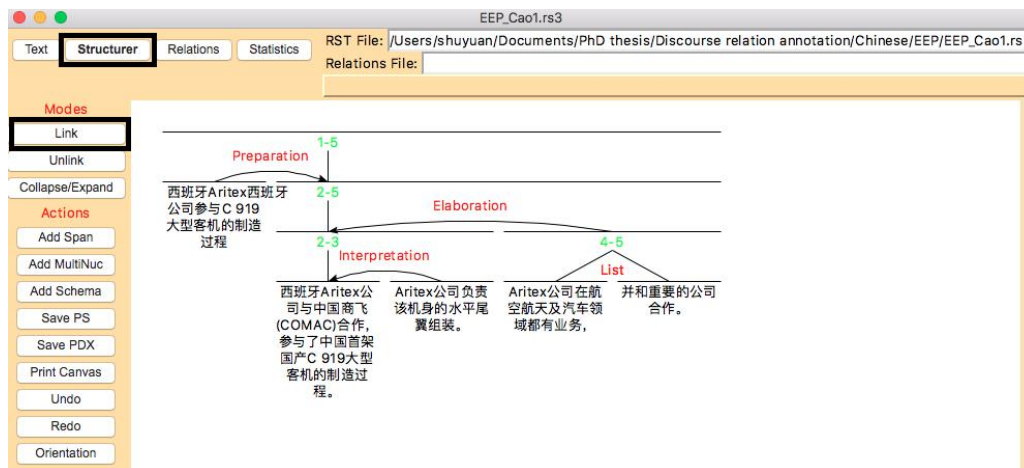 EEP_Cao1.rs3
Text
Structurer
Relations
Statistics
RST File: /Users/shuyuan/Documents/PhD thesis/Discourse relation annotation/Chinese/EEP/EEP_Cao1.rs
Relations File:
Modes
Link
Unlink
Collapse/Expand
Actions
Add Span
Add MultiNuc
Add Schema
Save PS
Save PDX
Print Canvas
Undo
Redo
Orientation
1-5
Preparation
西班牙Aritex西班牙
公司参与C 919
大型客机的制造
过程
2-5
Elaboration
2-3
Interpretation
4-5
List
西班牙Aritex公
司与中国商飞
(COMAC)合作，
参与了中国首架
国产C 919大型
客机的制造过
程。
Aritex公司负责
该机身的水平尾
翼组装。
Aritex公司在航
空航天及汽车领
域都有业务，
并和重要的公司
合作。